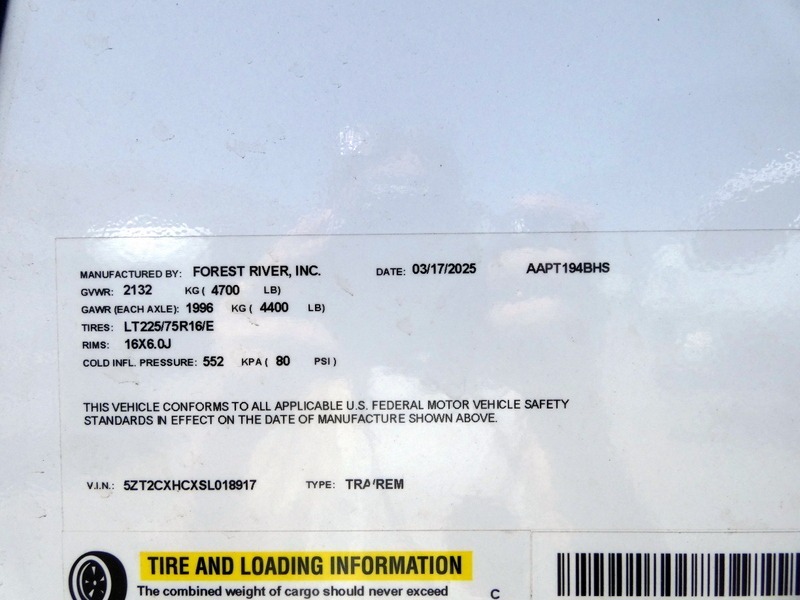 MANUFACTURED BY: FOREST RIVER, INC. DATE: 03/17/2025 AAPT194BHS
GVWR: 2132 KG ( 4700 LB)
GAWR (EACH AXLE): 1996 KG ( 4400 LB)
TIRES: LT225/75R16/E
RIMS: 16X6.0J
COLD INFL. PRESSURE: 552 KPA ( 80 PSI )
THIS VEHICLE CONFORMS TO ALL APPLICABLE U.S. FEDERAL MOTOR VEHICLE SAFETY
STANDARDS IN EFFECT ON THE DATE OF MANUFACTURE SHOWN ABOVE.
V.I.N.: 5ZT2CXHCXSL018917 TYPE: TRA/REM
TIRE AND LOADING INFORMATION
The combined weight of cargo should never exceed C